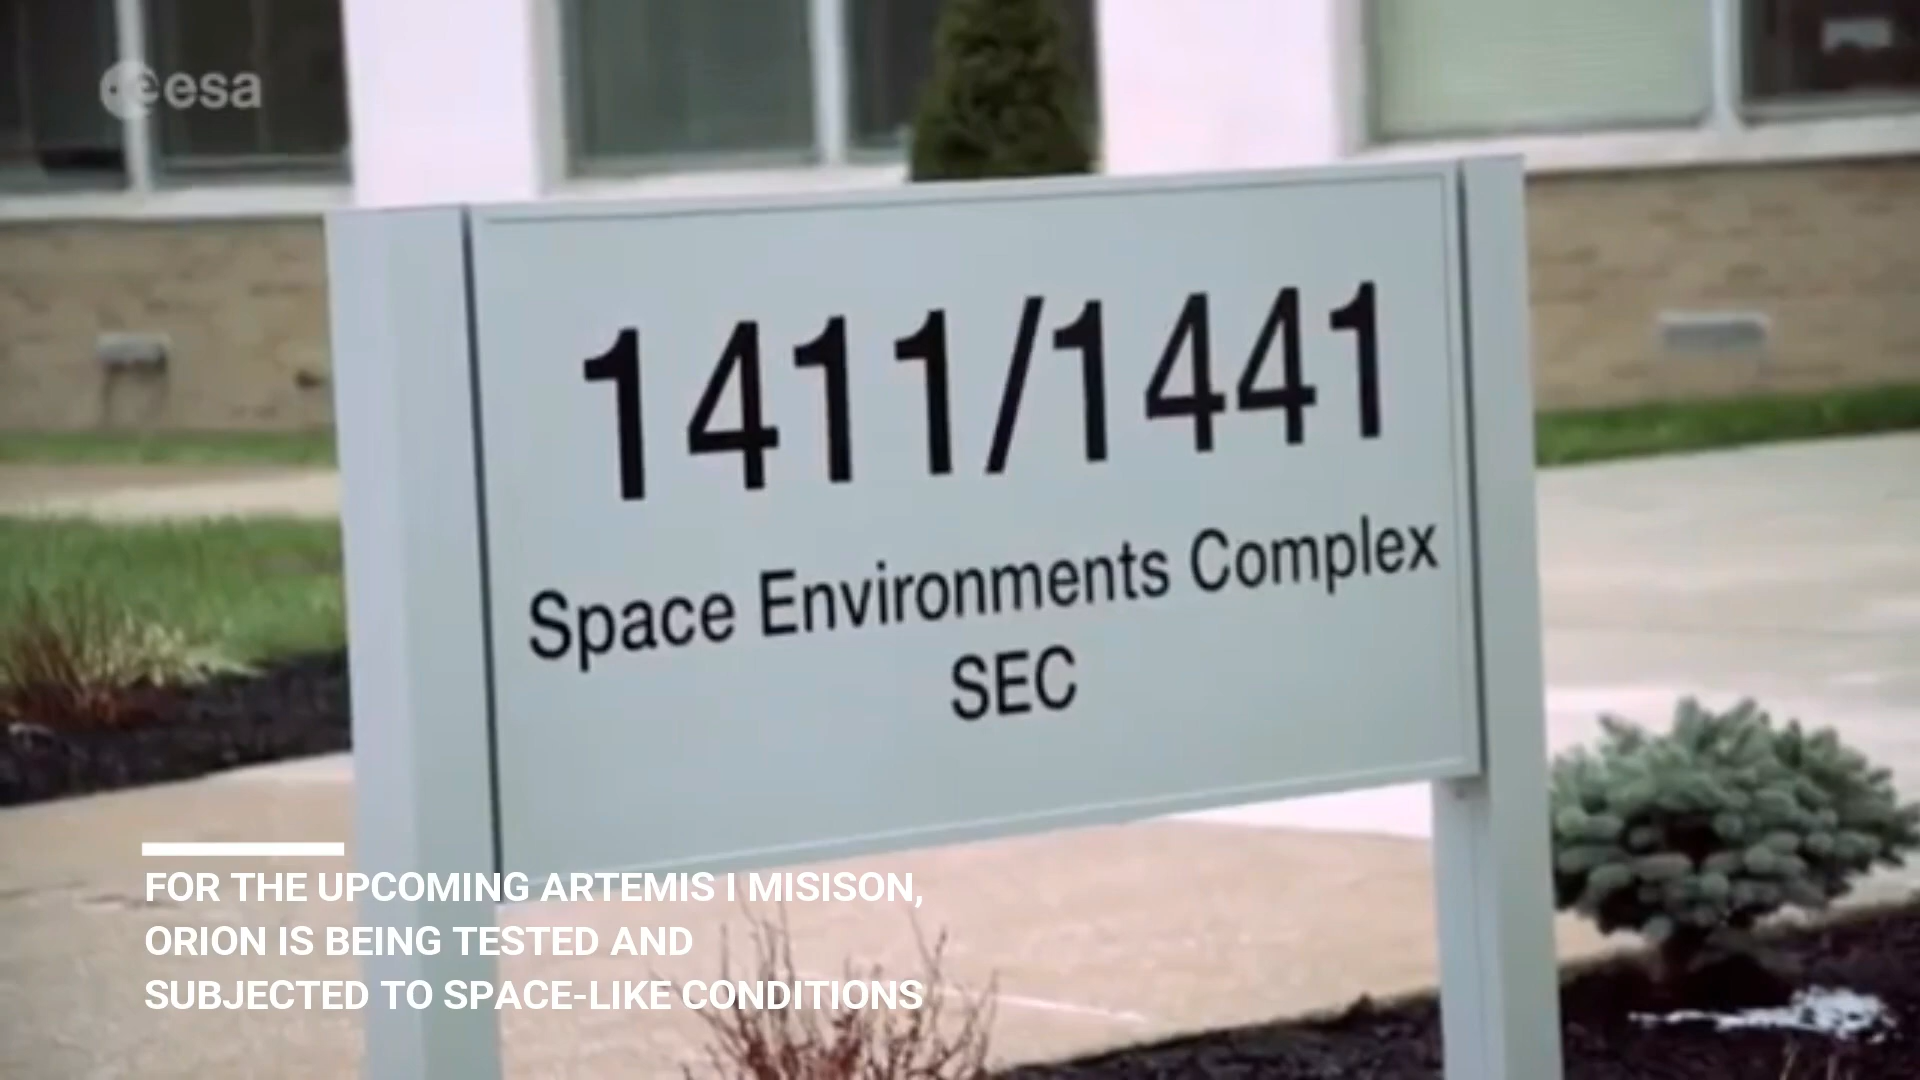 esa
1411/1441
Space Environments Complex
SEC
FOR THE UPCOMING ARTEMIS I MISISON,
ORION IS BEING TESTED AND
SUBJECTED TO SPACE-LIKE CONDITIONS